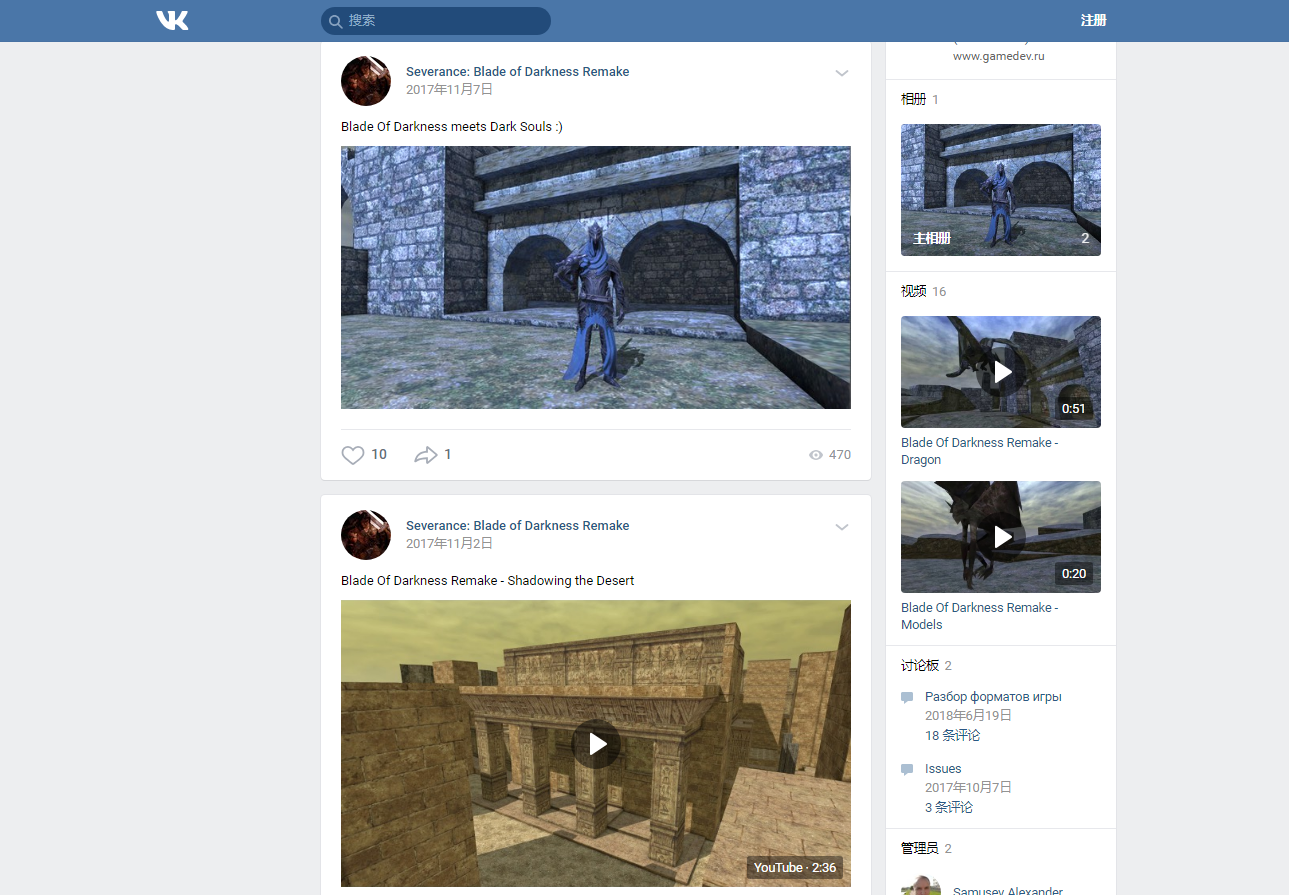 VK
搜索
注册
Severance: Blade of Darkness Remake
2017年11月7日
Blade Of Darkness meets Dark Souls :)
10
1
470
Severance: Blade of Darkness Remake
2017年11月2日
Blade Of Darkness Remake - Shadowing the Desert
YouTube · 2:36
www.gamedev.ru
相册 1
主相册 2
视频 16
0:51
Blade Of Darkness Remake -
Dragon
0:20
Blade Of Darkness Remake -
Models
讨论板 2
Разбор форматов игры
2018年6月19日
18 条评论
Issues
2017年10月7日
3 条评论
管理员 2
Samusev Alexander